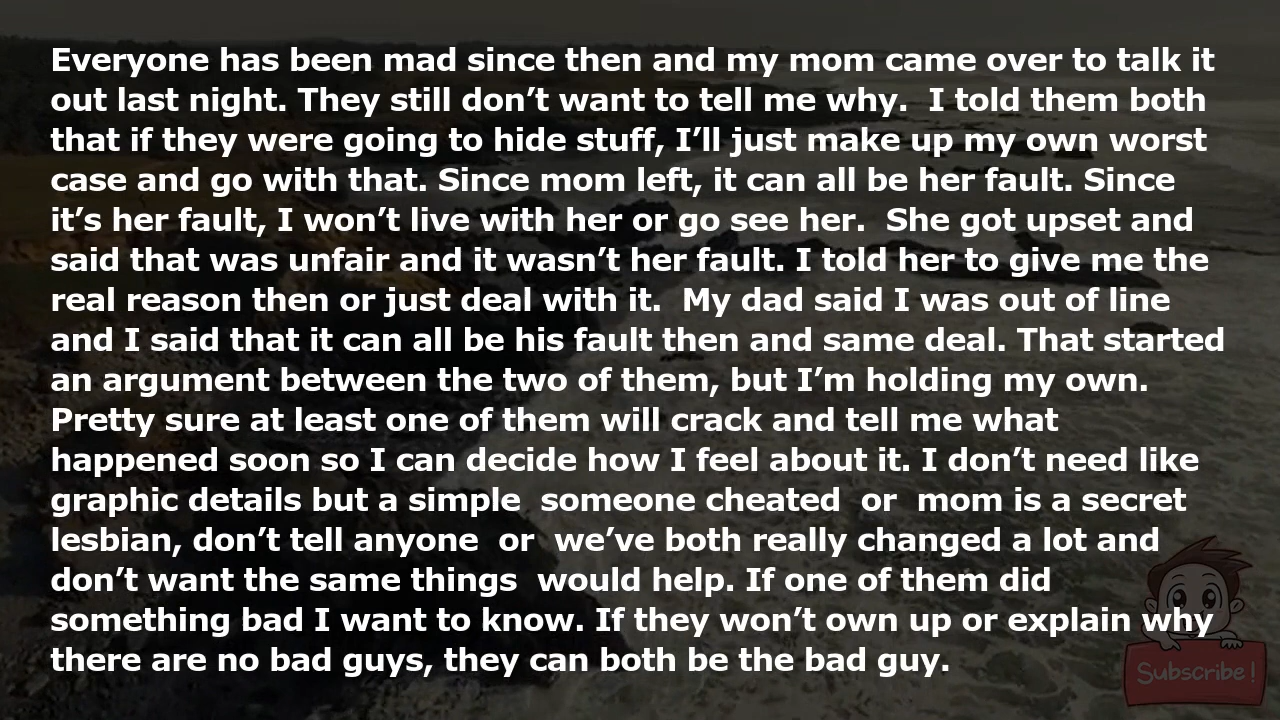 Everyone has been mad since then and my mom came over to talk it
out last night. They still don’t want to tell me why.  I told them both
that if they were going to hide stuff, I’ll just make up my own worst
case and go with that. Since mom left, it can all be her fault. Since
it’s her fault, I won’t live with her or go see her.  She got upset and
said that was unfair and it wasn’t her fault. I told her to give me the
real reason then or just deal with it.  My dad said I was out of line
and I said that it can all be his fault then and same deal. That started
an argument between the two of them, but I’m holding my own.
Pretty sure at least one of them will crack and tell me what
happened soon so I can decide how I feel about it. I don’t need like
graphic details but a simple  someone cheated  or  mom is a secret
lesbian, don’t tell anyone  or  we’ve both really changed a lot and
don’t want the same things  would help. If one of them did
something bad I want to know. If they won’t own up or explain why
there are no bad guys, they can both be the bad guy.
Subscribe!